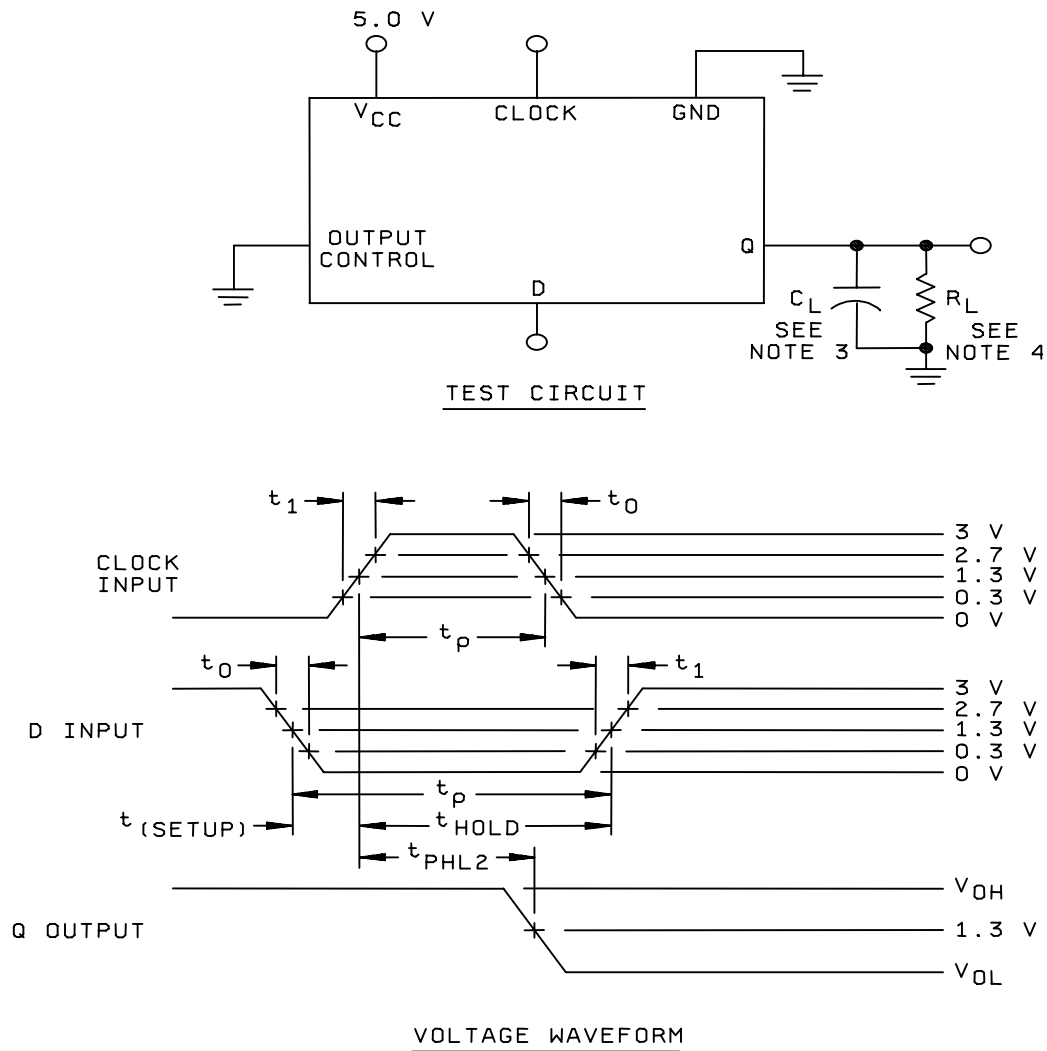 5.0 V
VCC CLOCK GND
OUTPUT
CONTROL
Q
D
CL
SEE
NOTE 3
RL
SEE
NOTE 4
TEST CIRCUIT
t1
t0
CLOCK
INPUT
3 V
2.7 V
1.3 V
0.3 V
0 V
tp
t0
t1
D INPUT
3 V
2.7 V
1.3 V
0.3 V
0 V
tp
t(SETUP)
tHOLD
tPHL2
Q OUTPUT
VOH
1.3 V
VOL
VOLTAGE WAVEFORM